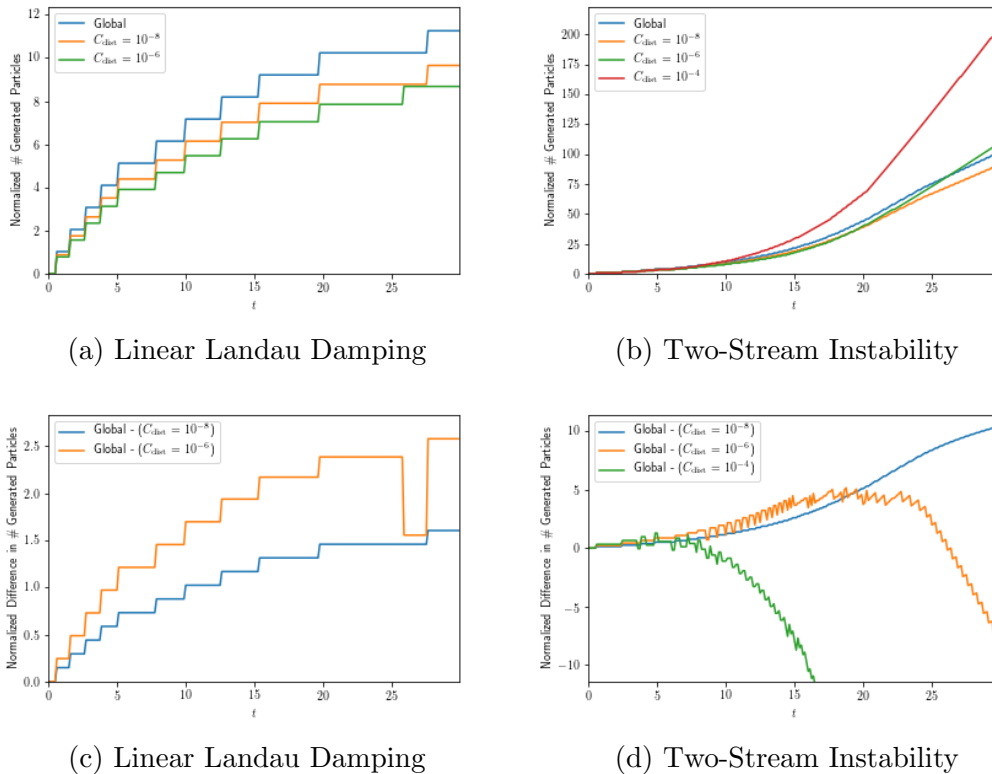 Normalized # Generated Particles
12
10
8
6
4
2
0
Global
C_dist = 10^-8
C_dist = 10^-6
0 5 10 15 20 25
t
(a) Linear Landau Damping
Normalized # Generated Particles
200
175
150
125
100
75
50
25
0
Global
C_dist = 10^-8
C_dist = 10^-6
C_dist = 10^-4
0 5 10 15 20 25
t
(b) Two-Stream Instability
Normalized Difference in # Generated Particles
2.5
2.0
1.5
1.0
0.5
0.0
Global - (C_dist = 10^-8)
Global - (C_dist = 10^-6)
0 5 10 15 20 25
t
(c) Linear Landau Damping
Normalized Difference in # Generated Particles
10
5
0
−5
−10
Global - (C_dist = 10^-8)
Global - (C_dist = 10^-6)
Global - (C_dist = 10^-4)
0 5 10 15 20 25
t
(d) Two-Stream Instability